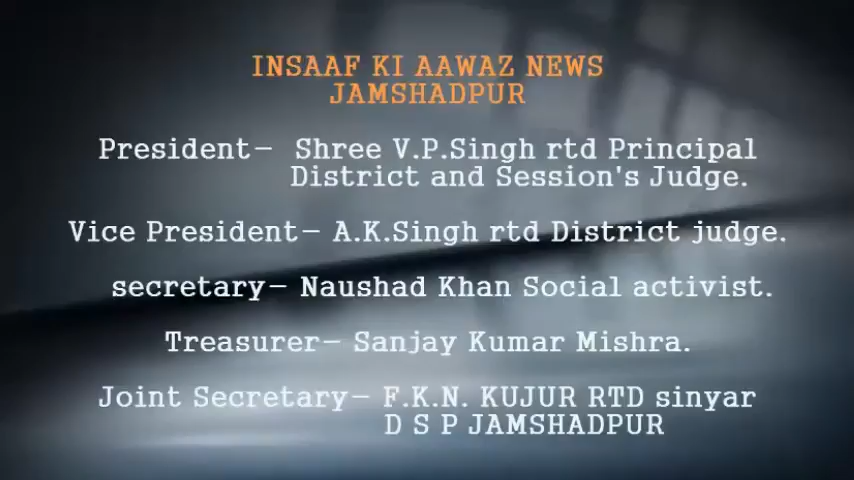 INSAAF KI AAWAZ NEWS
JAMSHADPUR
President- Shree V.P.Singh rtd Principal
District and Session's Judge.
Vice President- A.K.Singh rtd District judge.
secretary- Naushad Khan Social activist.
Treasurer- Sanjay Kumar Mishra.
Joint Secretary- F.K.N. KUJUR RTD sinyar
D S P JAMSHADPUR